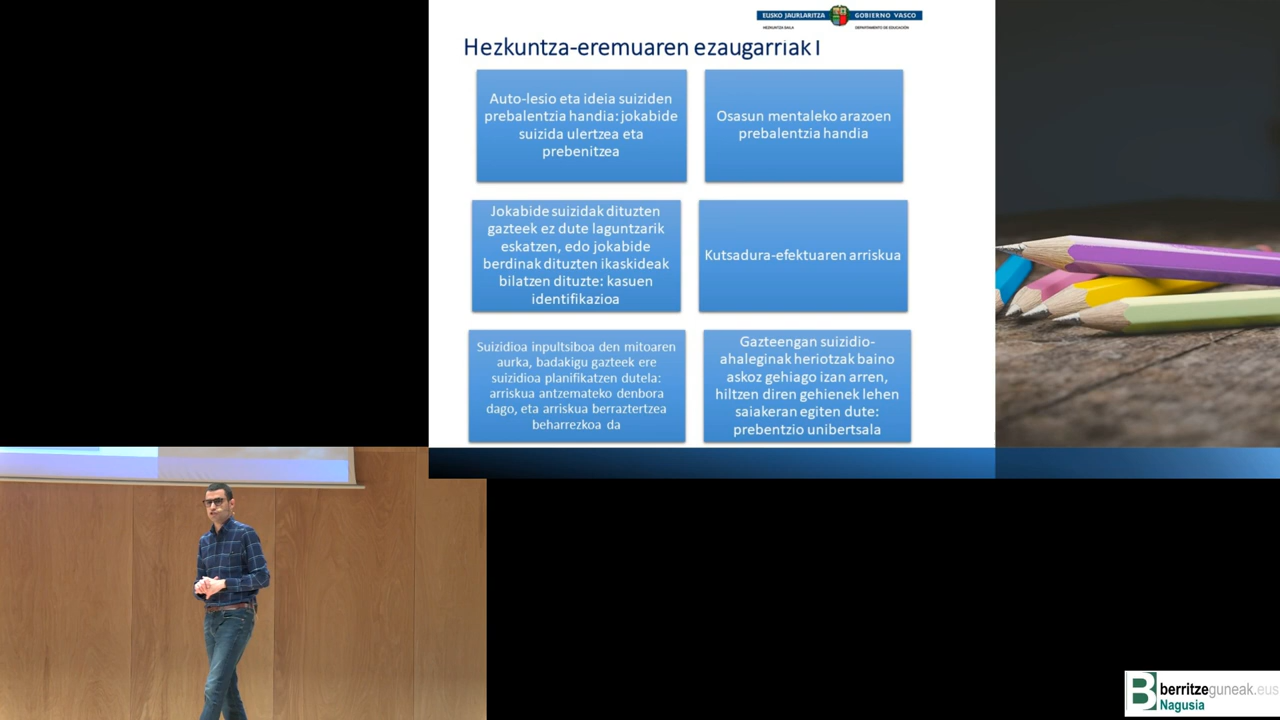 EUSKO JAURLARITZA
GOBIERNO VASCO
HEZKUNTZA SAILA
DEPARTAMENTO DE EDUCACIÓN
Hezkuntza-eremuaren ezaugarriak I
Auto-lesio eta ideia suiziden
prebalentzia handia: jokabide
suizida ulertzea eta
prebenitzea
Osasun mentaleko arazoen
prebalentzia handia
Jokabide suizidak dituzten
gazteek ez dute laguntzarik
eskatzen, edo jokabide
berdinak dituzten ikaskideak
bilatzen dituzte: kasuen
identifikazioa
Kutsadura-efektuaren arriskua
Suizidioa inpultsiboa den mitoaren
aurka, badakigu gazteek ere
suizidioa planifikatzen dutela:
arriskua antzemateko denbora
dago, eta arriskua berraztertzea
beharrezkoa da
Gazteengan suizidio-
ahaleginak heriotzak baino
askoz gehiago izan arren,
hiltzen diren gehienek lehen
saiakeran egiten dute:
prebentzio unibertsala
B berritzeguneak.eus
Nagusia